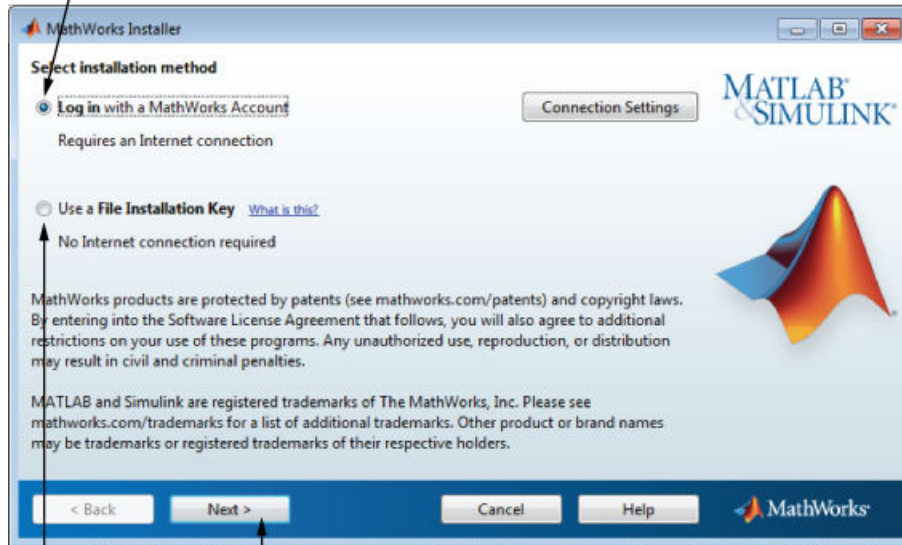 MathWorks Installer
Select installation method
Log in with a MathWorks Account
Connection Settings
MATLAB®
&SIMULINK®
Requires an Internet connection
Use a File Installation Key What is this?
No Internet connection required
MathWorks products are protected by patents (see mathworks.com/patents) and copyright laws.
By entering into the Software License Agreement that follows, you will also agree to additional
restrictions on your use of these programs. Any unauthorized use, reproduction, or distribution
may result in civil and criminal penalties.
MATLAB and Simulink are registered trademarks of The MathWorks, Inc. Please see
mathworks.com/trademarks for a list of additional trademarks. Other product or brand names
may be trademarks or registered trademarks of their respective holders.
< Back
Next >
Cancel
Help
MathWorks®